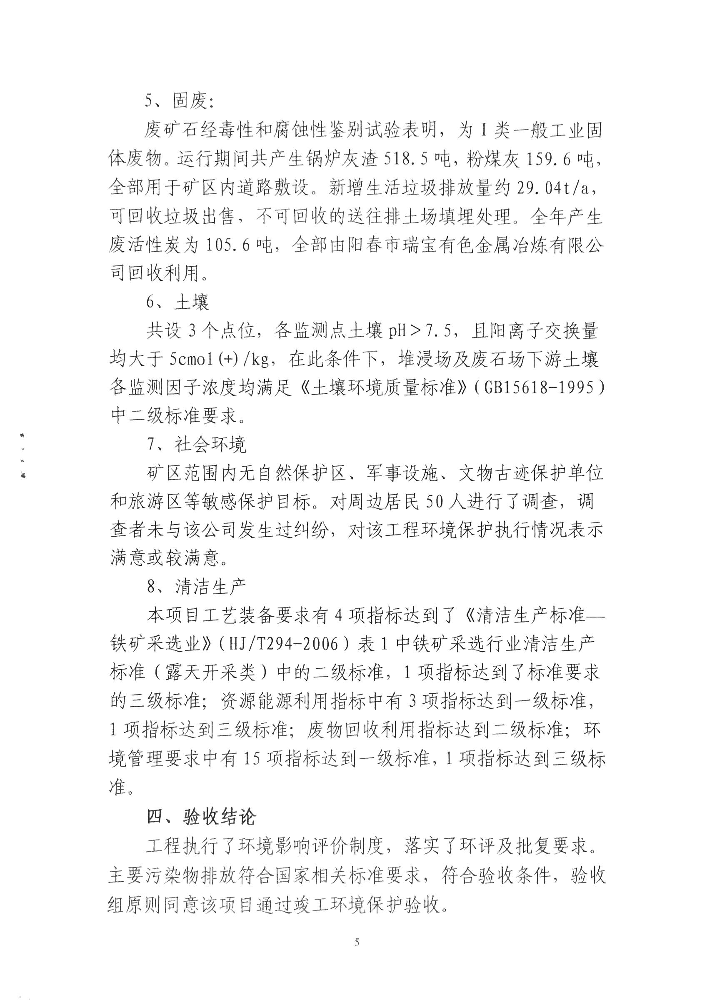 5、固废：
废矿石经毒性和腐蚀性鉴别试验表明，为Ⅰ类一般工业固
体废物。运行期间共产生锅炉灰渣 518.5 吨，粉煤灰 159.6 吨，
全部用于矿区内道路敷设。新增生活垃圾排放量约 29.04t/a，
可回收垃圾出售，不可回收的送往排土场填埋处理。全年产生
废活性炭为 105.6 吨，全部由阳春市瑞宝有色金属冶炼有限公
司回收利用。
6、土壤
共设 3 个点位，各监测点土壤 pH＞7.5，且阳离子交换量
均大于 5cmol(+)/kg，在此条件下，堆浸场及废石场下游土壤
各监测因子浓度均满足《土壤环境质量标准》（GB15618-1995）
中二级标准要求。
7、社会环境
矿区范围内无自然保护区、军事设施、文物古迹保护单位
和旅游区等敏感保护目标。对周边居民 50 人进行了调查，调
查者未与该公司发生过纠纷，对该工程环境保护执行情况表示
满意或较满意。
8、清洁生产
本项目工艺装备要求有 4 项指标达到了《清洁生产标准—
铁矿采选业》（HJ/T294-2006）表 1 中铁矿采选行业清洁生产
标准（露天开采类）中的二级标准，1 项指标达到了标准要求
的三级标准；资源能源利用指标中有 3 项指标达到一级标准，
1 项指标达到三级标准；废物回收利用指标达到二级标准；环
境管理要求中有 15 项指标达到一级标准，1 项指标达到三级标
准。
四、验收结论
工程执行了环境影响评价制度，落实了环评及批复要求。
主要污染物排放符合国家相关标准要求，符合验收条件，验收
组原则同意该项目通过竣工环境保护验收。
5